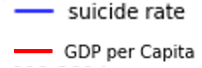 suicide rate
GDP per Capita